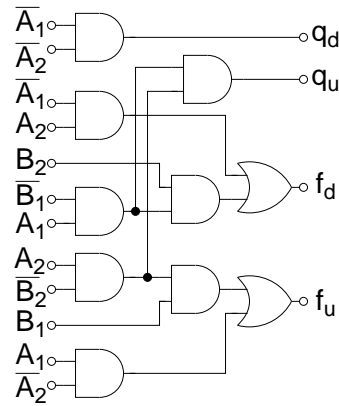 A̅₁
A̅₂
q_d
q_u
A̅₁
A₂
B₂
B̅₁
A₁
f_d
A₂
B̅₂
B₁
f_u
A₁
A̅₂